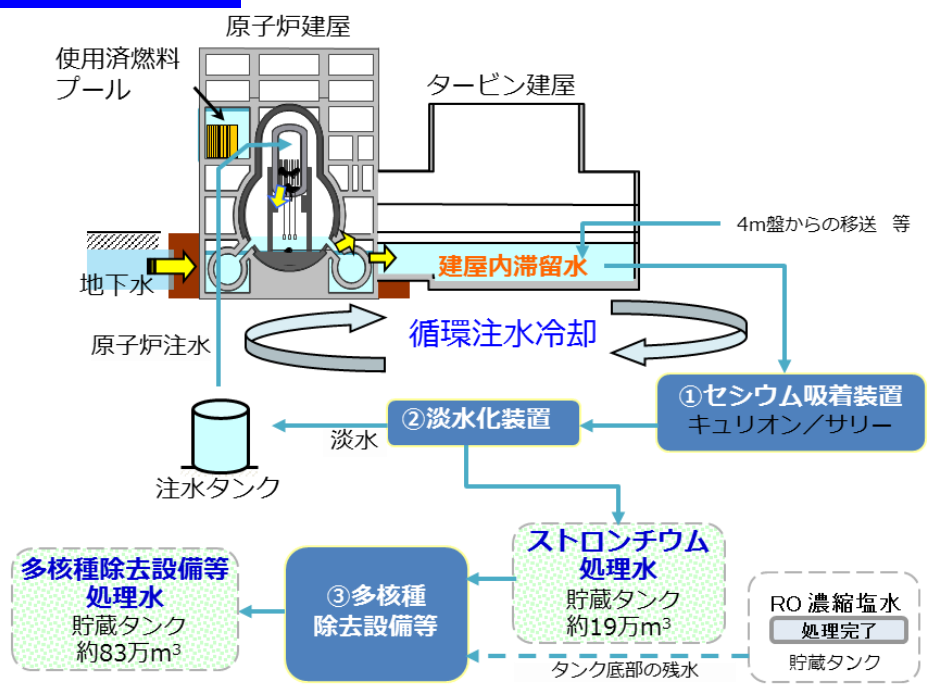 原子炉建屋
使用済燃料
プール
タービン建屋
4m盤からの移送 等
建屋内滞留水
地下水
循環注水冷却
原子炉注水
①セシウム吸着装置
キュリオン／サリー
②淡水化装置
淡水
注水タンク
ストロンチウム
処理水
貯蔵タンク
約19万m³
多核種除去設備等
処理水
貯蔵タンク
約83万m³
③多核種
除去設備等
RO 濃縮塩水
処理完了
貯蔵タンク
タンク底部の残水